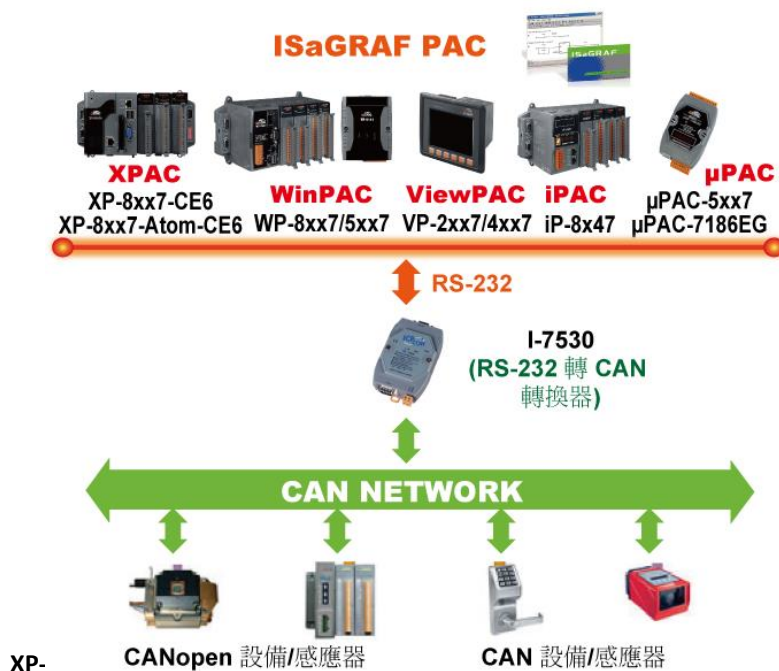 ISaGRAF PAC
ISaGRAF
XPAC
XP-8xx7-CE6
XP-8xx7-Atom-CE6
WinPAC
WP-8xx7/5xx7
ViewPAC
VP-2xx7/4xx7
iPAC
iP-8x47
µPAC
µPAC-5xx7
µPAC-7186EG
RS-232
I-7530
(RS-232 轉 CAN
轉換器)
CAN NETWORK
XP-
CANopen 設備/感應器
CAN 設備/感應器